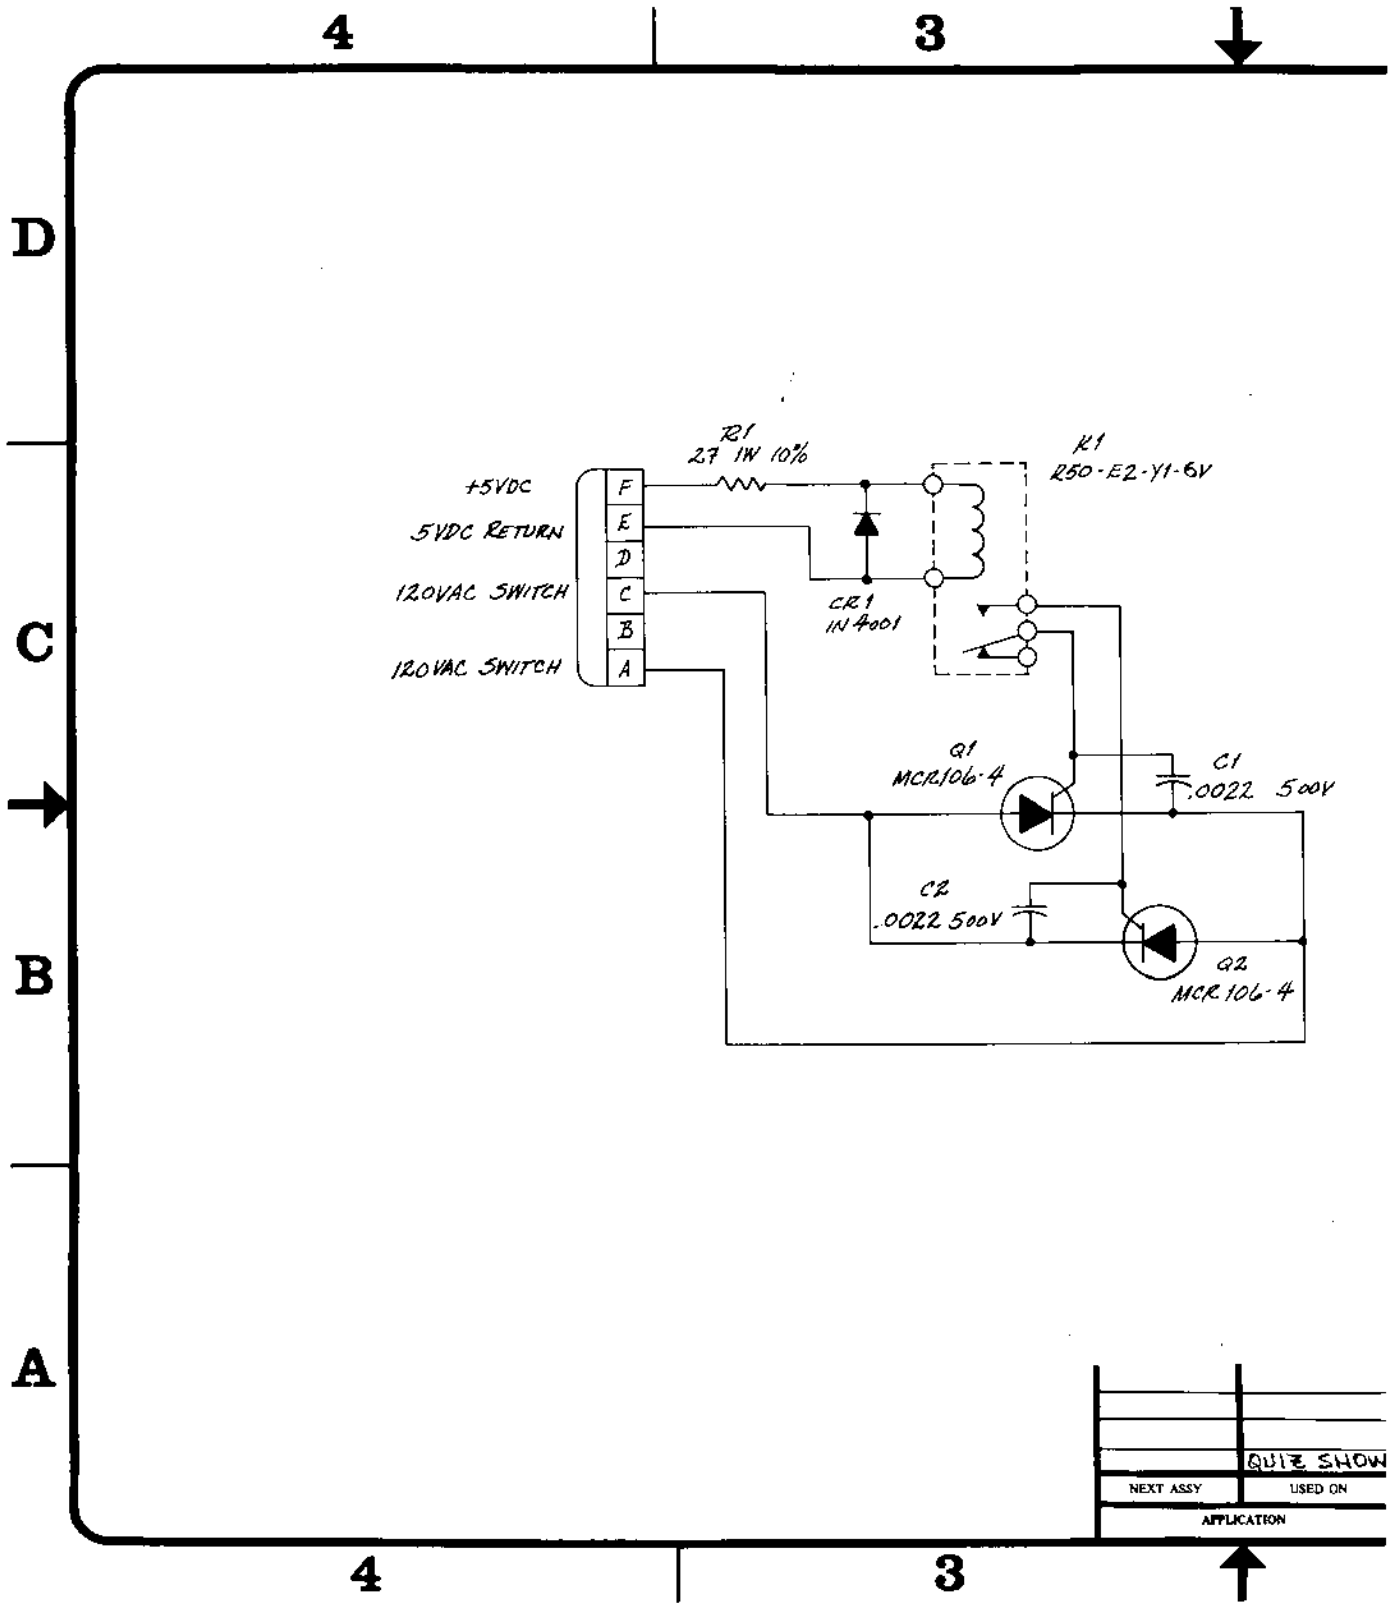 4 3
D
C
B
A
R1
27 1W 10%
K1
R50-E2-Y1-6V
+5VDC
F
5VDC RETURN
E
D
120VAC SWITCH
C
B
120VAC SWITCH
A
CR1
1N4001
Q1
MCR106-4
C1
.0022 500V
C2
.0022 500V
Q2
MCR106-4
QUIZ SHOW
NEXT ASSY USED ON
APPLICATION
4 3